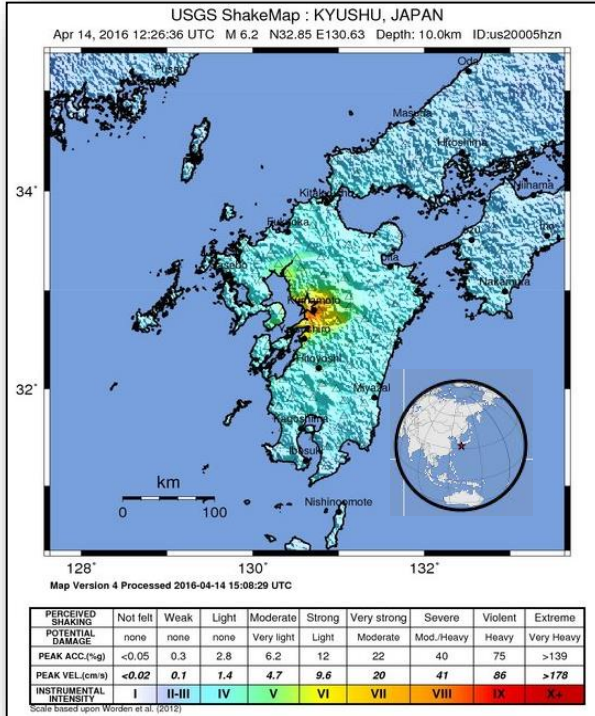 USGS ShakeMap : KYUSHU, JAPAN
Apr 14, 2016 12:26:36 UTC M 6.2 N32.85 E130.63 Depth: 10.0km ID:us20005hzn
Oda
Masuda
Hiroshima
34°
Niihama
Fukuoka
Kumamoto
Nakamura
Hitoyoshi
32°
Miyazaki
Kagoshima
Ibusuki
km
0 100
Nishinoomote
128° 130° 132°
Map Version 4 Processed 2016-04-14 15:08:29 UTC
PERCEIVED SHAKING Not felt Weak Light Moderate Strong Very strong Severe Violent Extreme
POTENTIAL DAMAGE none none none Very light Light Moderate Mod./Heavy Heavy Very Heavy
PEAK ACC.(%g) <0.05 0.3 2.8 6.2 12 22 40 75 >139
PEAK VEL.(cm/s) <0.02 0.1 1.4 4.7 9.6 20 41 86 >178
INSTRUMENTAL INTENSITY I II-III IV V VI VII VIII IX X+
Scale based upon Worden et al. (2012)